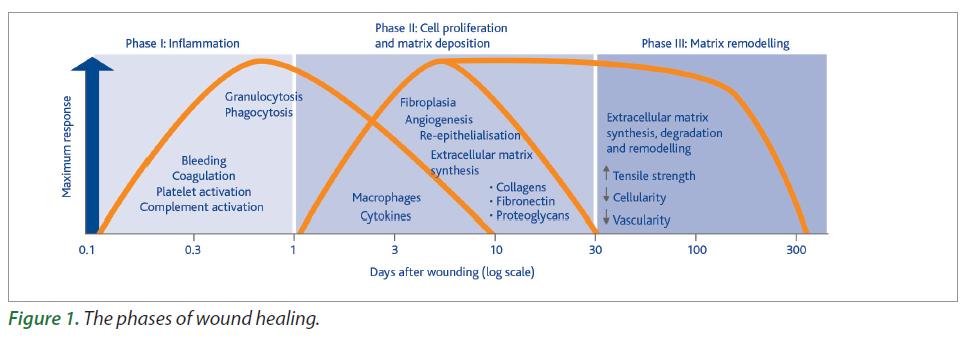 Phase I: Inflammation
Phase II: Cell proliferation
and matrix deposition
Phase III: Matrix remodelling
Maximum response
Granulocytosis
Phagocytosis
Bleeding
Coagulation
Platelet activation
Complement activation
Fibroplasia
Angiogenesis
Re-epithelialisation
Extracellular matrix
synthesis
• Collagens
• Fibronectin
• Proteoglycans
Macrophages
Cytokines
Extracellular matrix
synthesis, degradation
and remodelling
↑ Tensile strength
↓ Cellularity
↓ Vascularity
0.1 0.3 1 3 10 30 100 300
Days after wounding (log scale)
Figure 1. The phases of wound healing.